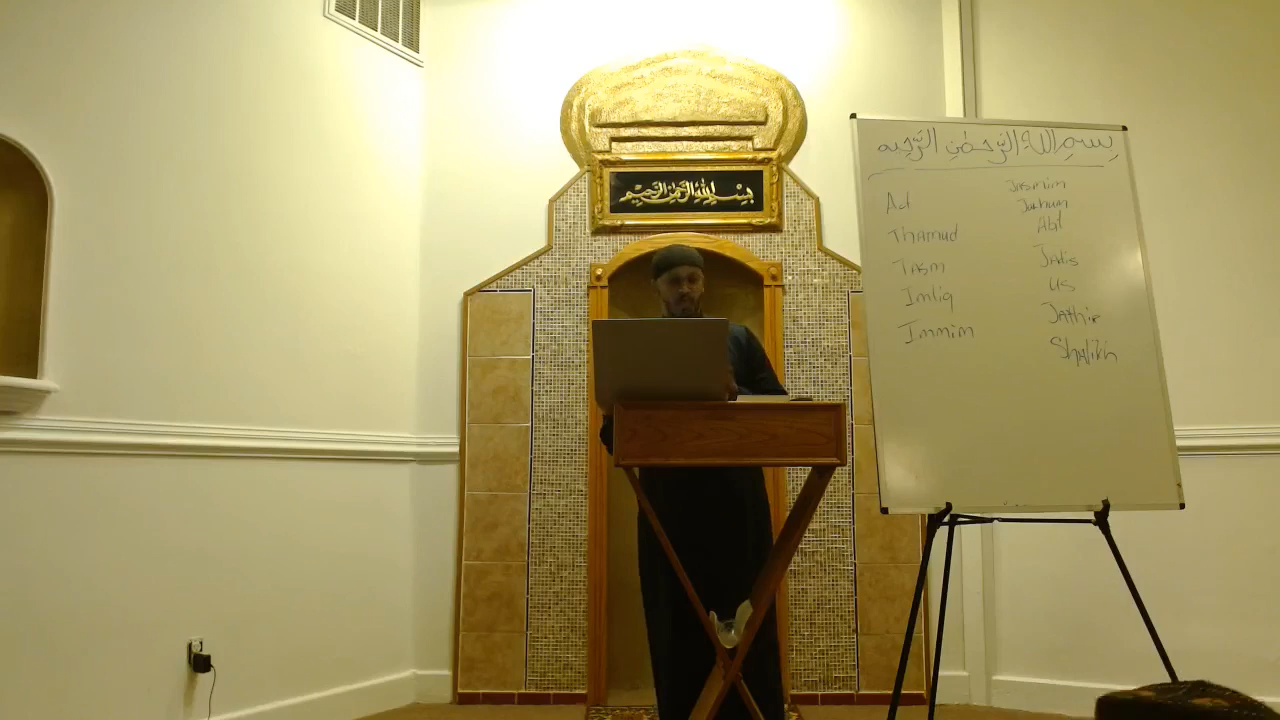 بسم الله الرحمن الرحيم
بسم الله الرحمن الرحيم
Ad
Thamud
Tasm
Imliq
Immim
Jasmim
Jurhum
Abil
Jadis
Us
Jathir
Shalikh